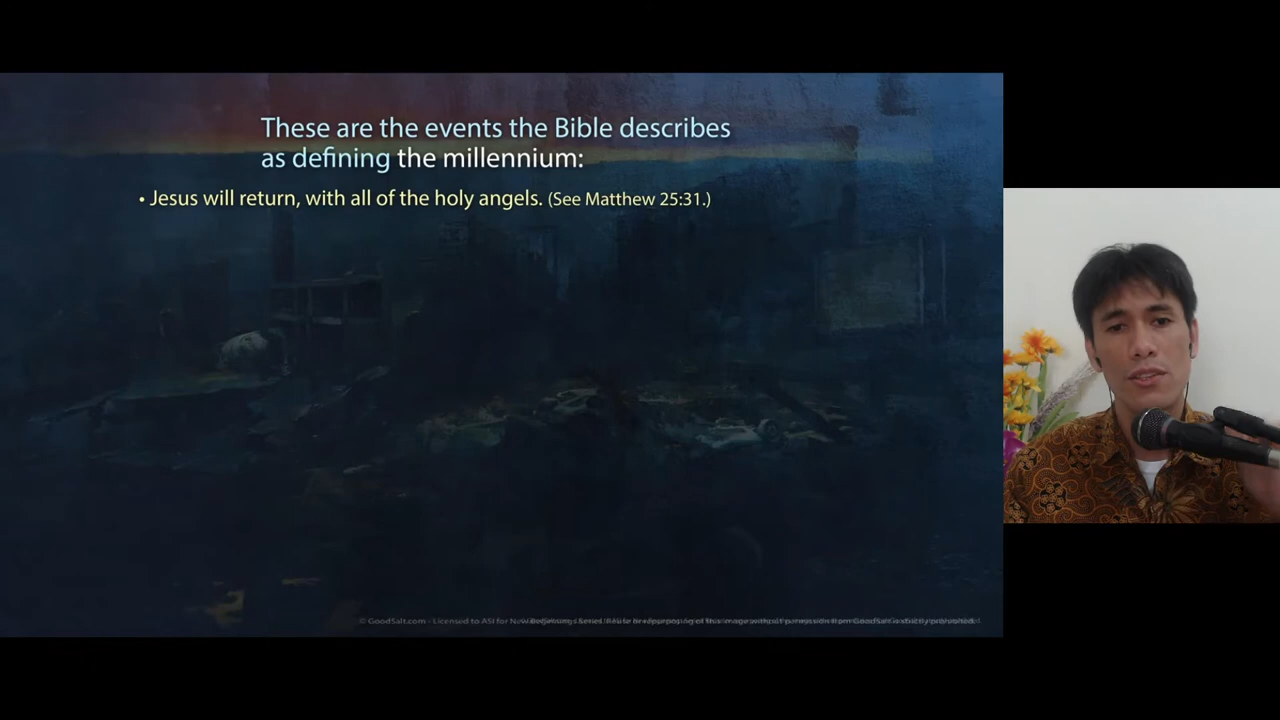 These are the events the Bible describes
as defining the millennium:
• Jesus will return, with all of the holy angels. (See Matthew 25:31.)
© GoodSalt.com - Licensed to ASI for New Beginnings Series.